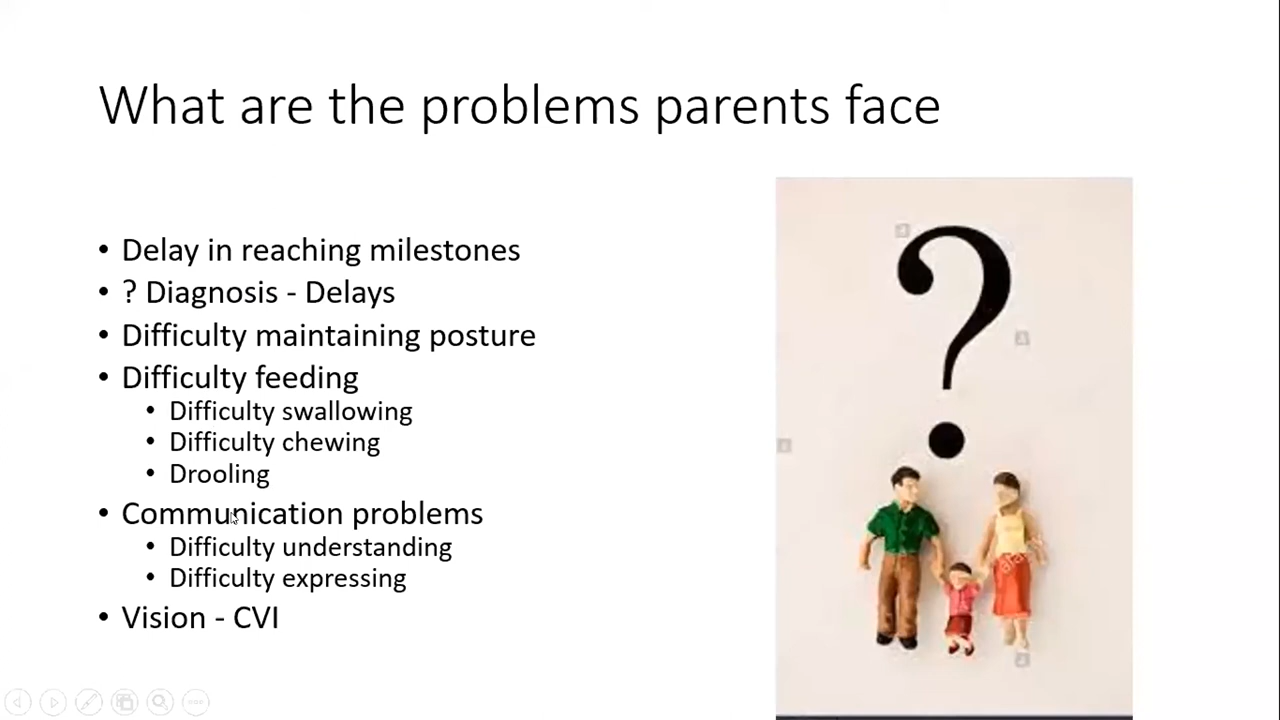 What are the problems parents face
• Delay in reaching milestones
• ? Diagnosis - Delays
• Difficulty maintaining posture
• Difficulty feeding
• Difficulty swallowing
• Difficulty chewing
• Drooling
• Communication problems
• Difficulty understanding
• Difficulty expressing
• Vision - CVI
?